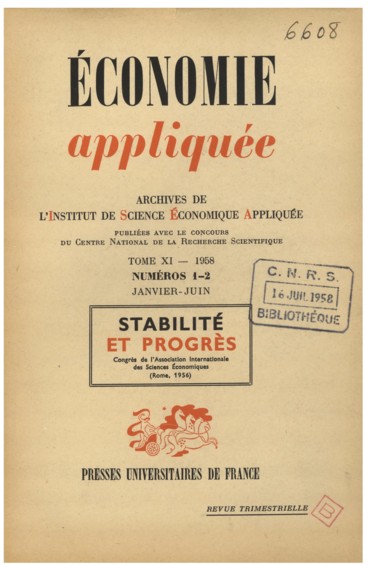 6608
ÉCONOMIE
appliquée
ARCHIVES DE
L'INSTITUT DE SCIENCE ÉCONOMIQUE APPLIQUÉE
PUBLIÉES AVEC LE CONCOURS
DU CENTRE NATIONAL DE LA RECHERCHE SCIENTIFIQUE
TOME XI — 1958
NUMÉROS 1-2
JANVIER-JUIN
C. N. R. S.
16 JUIL 1958
BIBLIOTHÉQUE
STABILITÉ
ET PROGRÈS
Congrès de l'Association Internationale
des Sciences Économiques
(Rome, 1956)
PRESSES UNIVERSITAIRES DE FRANCE
REVUE TRIMESTRIELLE
B